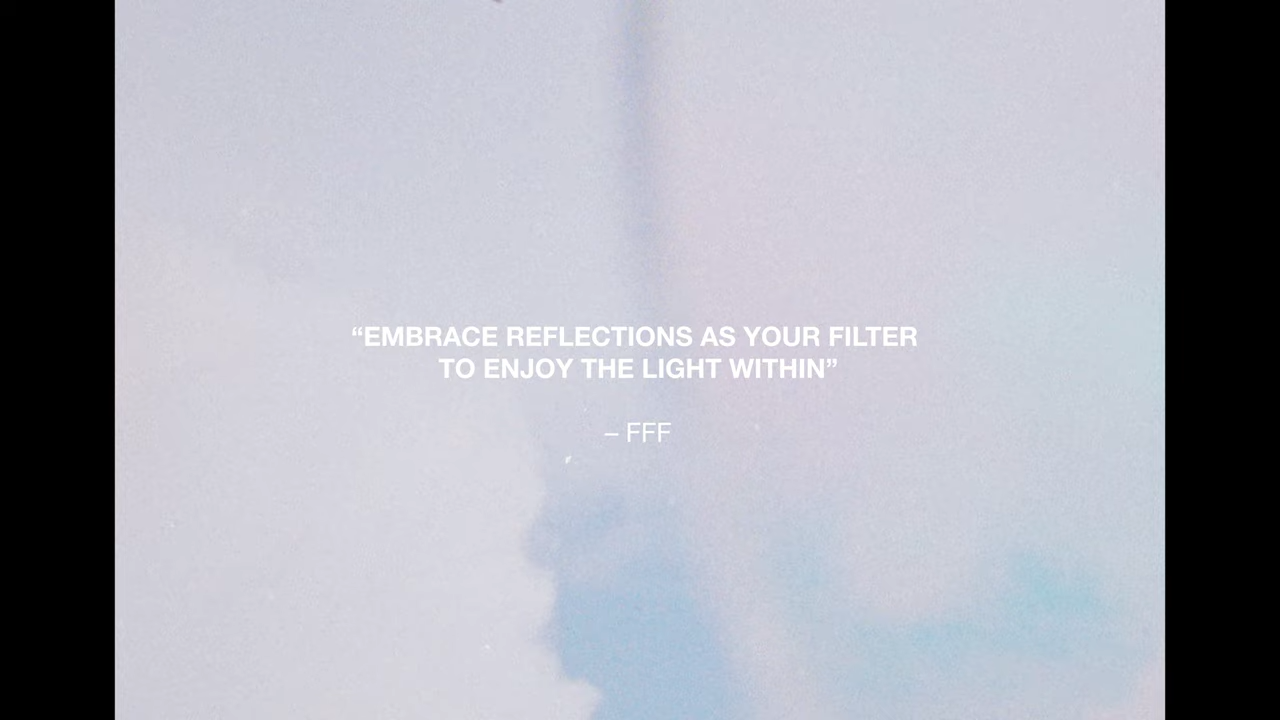 “EMBRACE REFLECTIONS AS YOUR FILTER
TO ENJOY THE LIGHT WITHIN”
– FFF